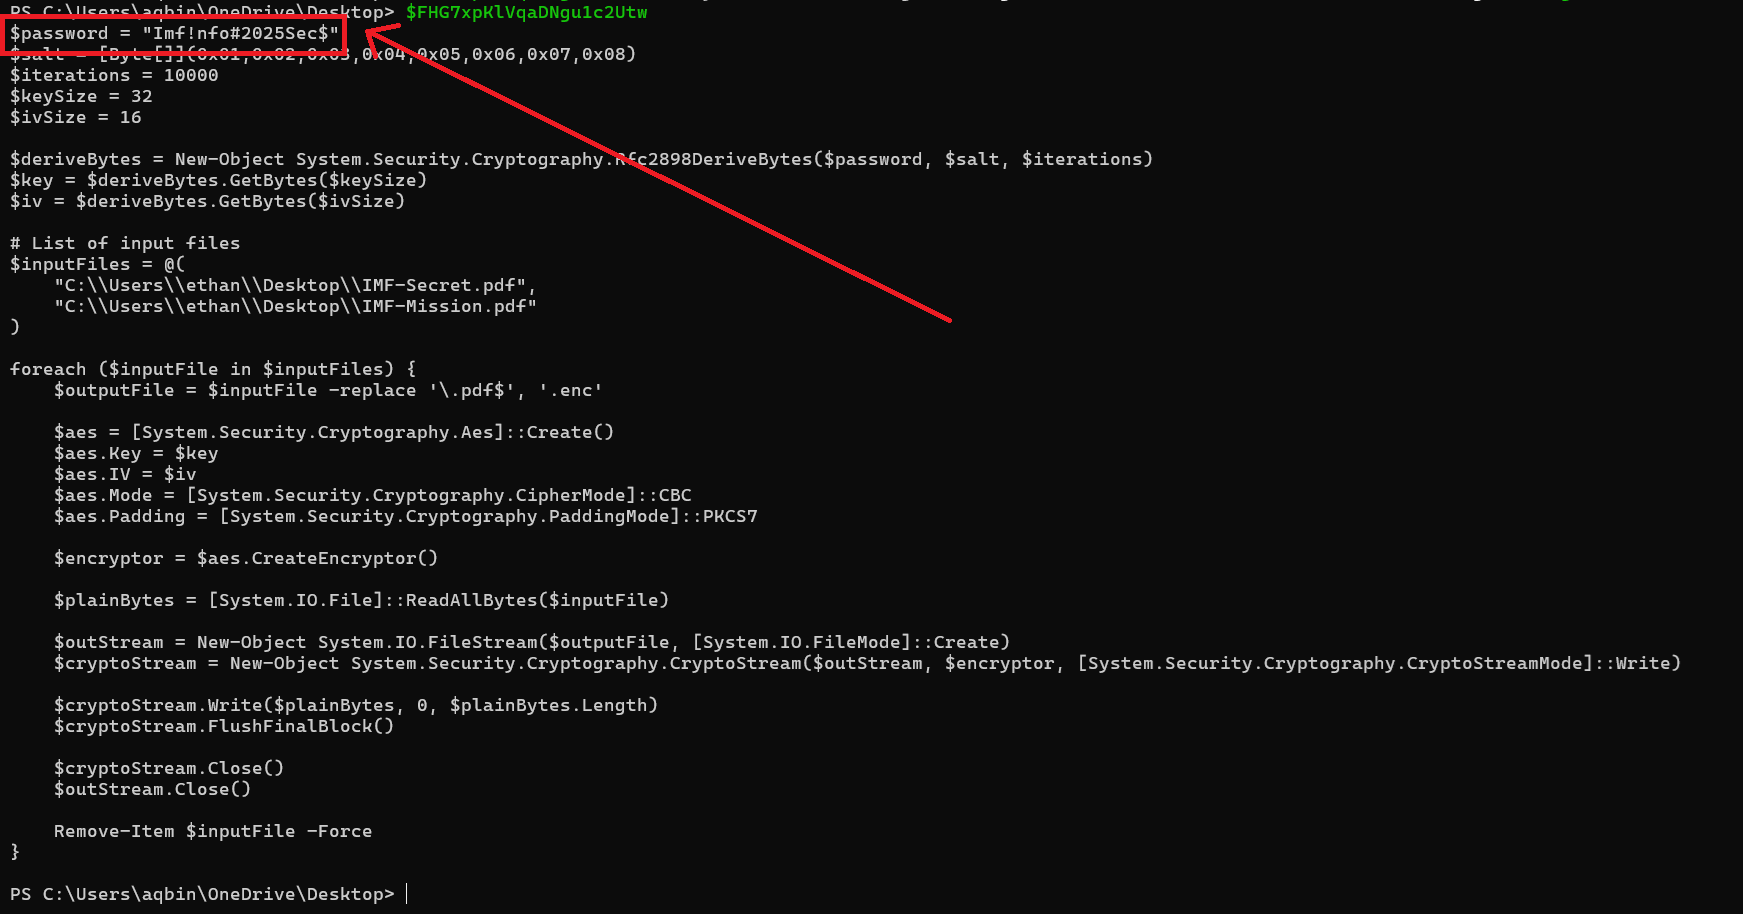 PS C:\Users\aqbin\OneDrive\Desktop> $FHG7xpKlVqaDNgu1c2Utw
$password = "Imf!nfo#2025Sec$"
$salt = [Byte[]](0x01,0x02,0x03,0x04,0x05,0x06,0x07,0x08)
$iterations = 10000
$keySize = 32
$ivSize = 16
$deriveBytes = New-Object System.Security.Cryptography.Rfc2898DeriveBytes($password, $salt, $iterations)
$key = $deriveBytes.GetBytes($keySize)
$iv = $deriveBytes.GetBytes($ivSize)
# List of input files
$inputFiles = @(
    "C:\\Users\\ethan\\Desktop\\IMF-Secret.pdf",
    "C:\\Users\\ethan\\Desktop\\IMF-Mission.pdf"
)
foreach ($inputFile in $inputFiles) {
    $outputFile = $inputFile -replace '\.pdf$', '.enc'
    $aes = [System.Security.Cryptography.Aes]::Create()
    $aes.Key = $key
    $aes.IV = $iv
    $aes.Mode = [System.Security.Cryptography.CipherMode]::CBC
    $aes.Padding = [System.Security.Cryptography.PaddingMode]::PKCS7
    $encryptor = $aes.CreateEncryptor()
    $plainBytes = [System.IO.File]::ReadAllBytes($inputFile)
    $outStream = New-Object System.IO.FileStream($outputFile, [System.IO.FileMode]::Create)
    $cryptoStream = New-Object System.Security.Cryptography.CryptoStream($outStream, $encryptor, [System.Security.Cryptography.CryptoStreamMode]::Write)
    $cryptoStream.Write($plainBytes, 0, $plainBytes.Length)
    $cryptoStream.FlushFinalBlock()
    $cryptoStream.Close()
    $outStream.Close()
    Remove-Item $inputFile -Force
}
PS C:\Users\aqbin\OneDrive\Desktop>